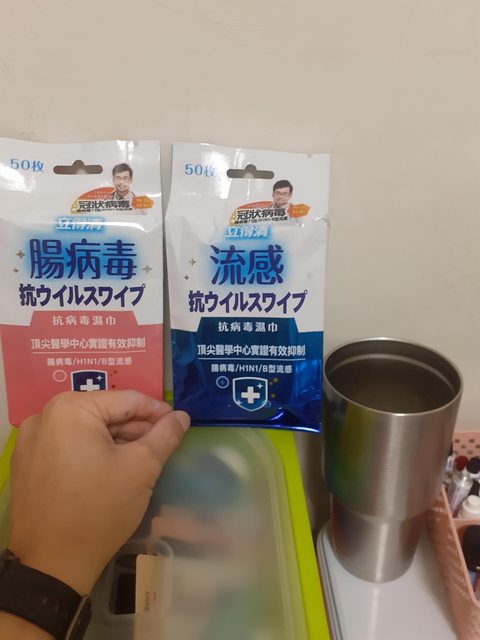 50枚
冠狀病毒
立得清
腸病毒
抗ウイルスワイプ
抗病毒濕巾
頂尖醫學中心實證有效抑制
腸病毒/H1N1/B型流感
50枚
冠狀病毒
立得清
流感
抗ウイルスワイプ
抗病毒濕巾
頂尖醫學中心實證有效抑制
腸病毒/H1N1/B型流感